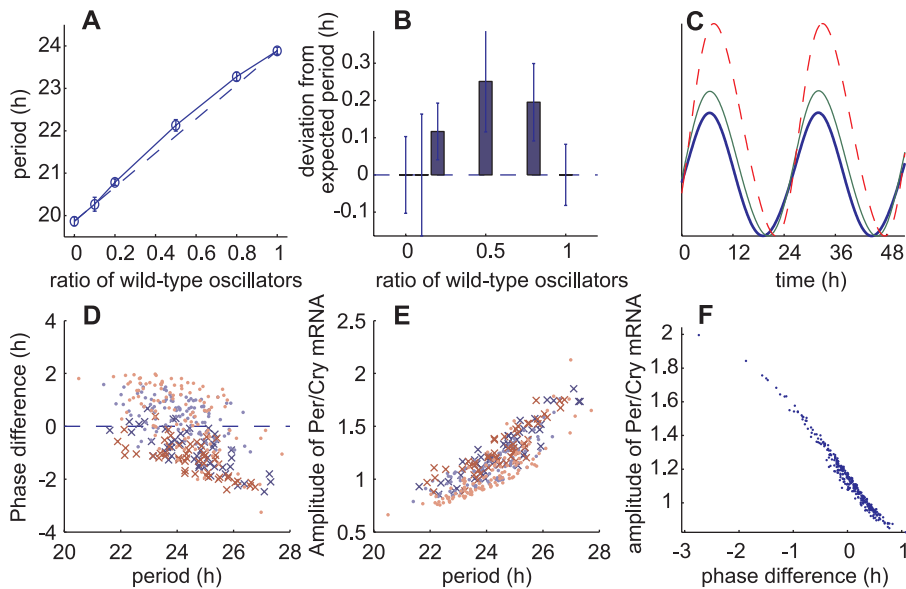 A
period (h)
24
23
22
21
20
0 0.2 0.4 0.6 0.8 1
ratio of wild-type oscillators
B
deviation from
expected period (h)
0.3
0.2
0.1
0
-0.1
0 0.5 1
ratio of wild-type oscillators
C
0 12 24 36 48
time (h)
D
Phase difference (h)
4
2
0
-2
-4
20 22 24 26 28
period (h)
E
Amplitude of Per/Cry mRNA
2.5
2
1.5
1
0.5
20 22 24 26 28
period (h)
F
amplitude of Per/Cry mRNA
2
1.8
1.6
1.4
1.2
1
-3 -2 -1 0 1
phase difference (h)